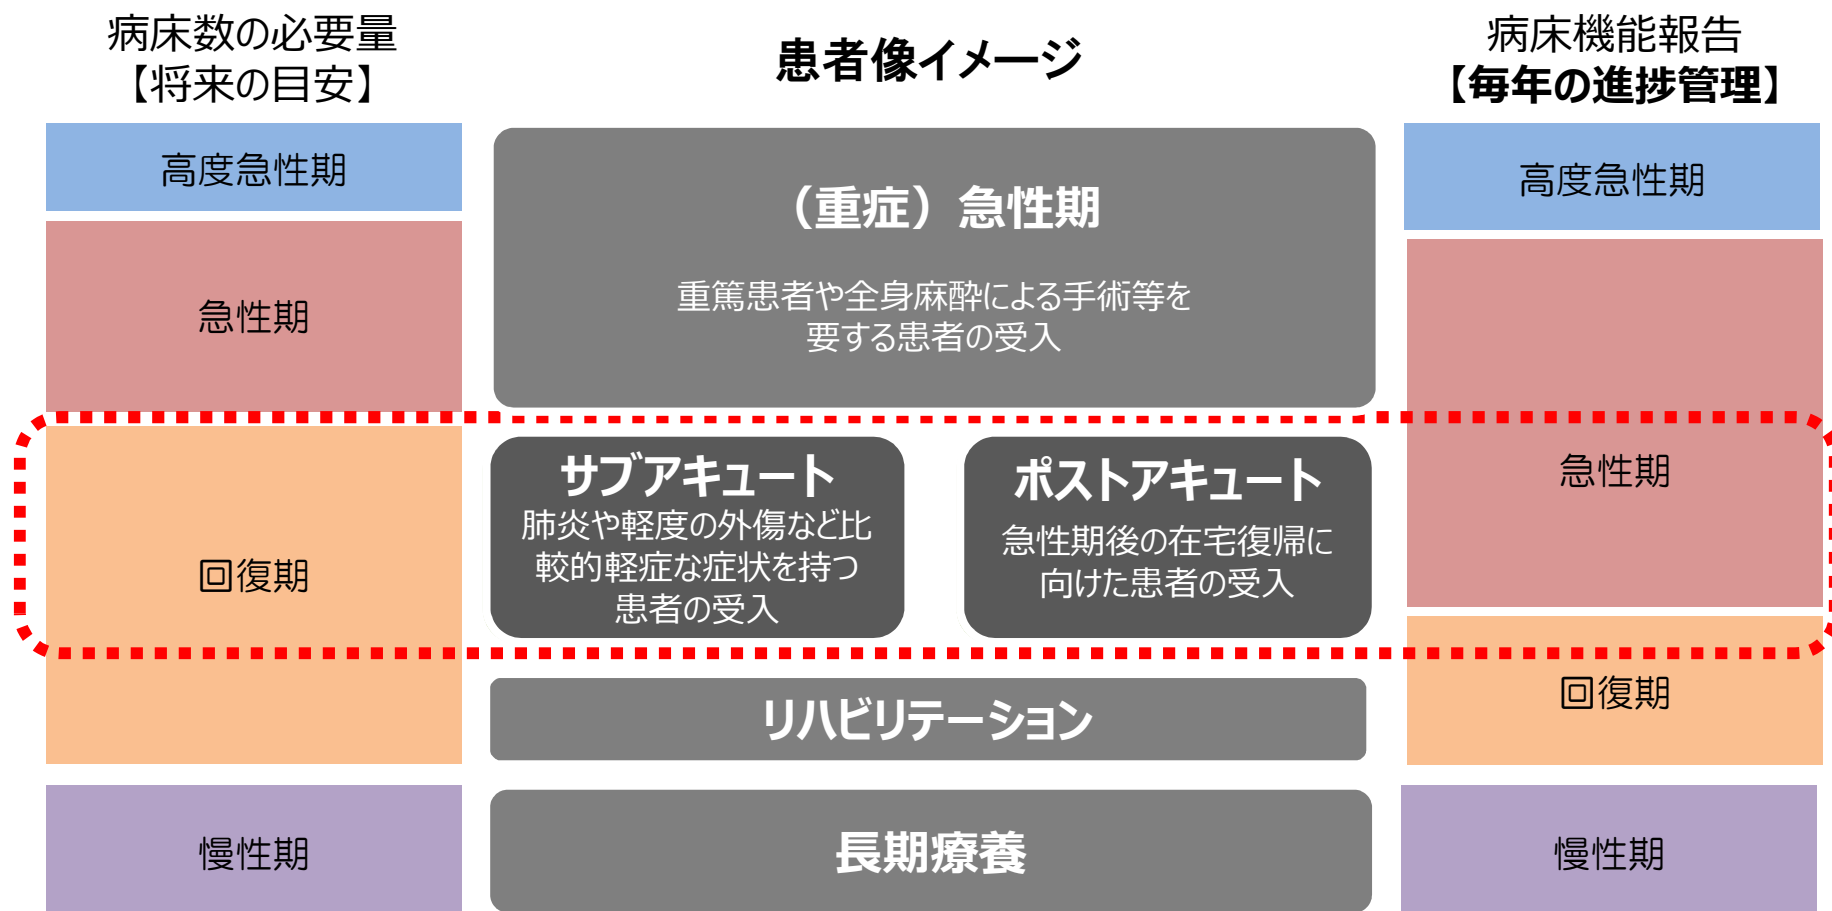 病床数の必要量
【将来の目安】
高度急性期
急性期
回復期
慢性期
患者像イメージ
（重症）急性期
重篤患者や全身麻酔による手術等を
要する患者の受入
サブアキュート
肺炎や軽度の外傷など比
較的軽症な症状を持つ
患者の受入
ポストアキュート
急性期後の在宅復帰に
向けた患者の受入
リハビリテーション
長期療養
病床機能報告
【毎年の進捗管理】
高度急性期
急性期
回復期
慢性期